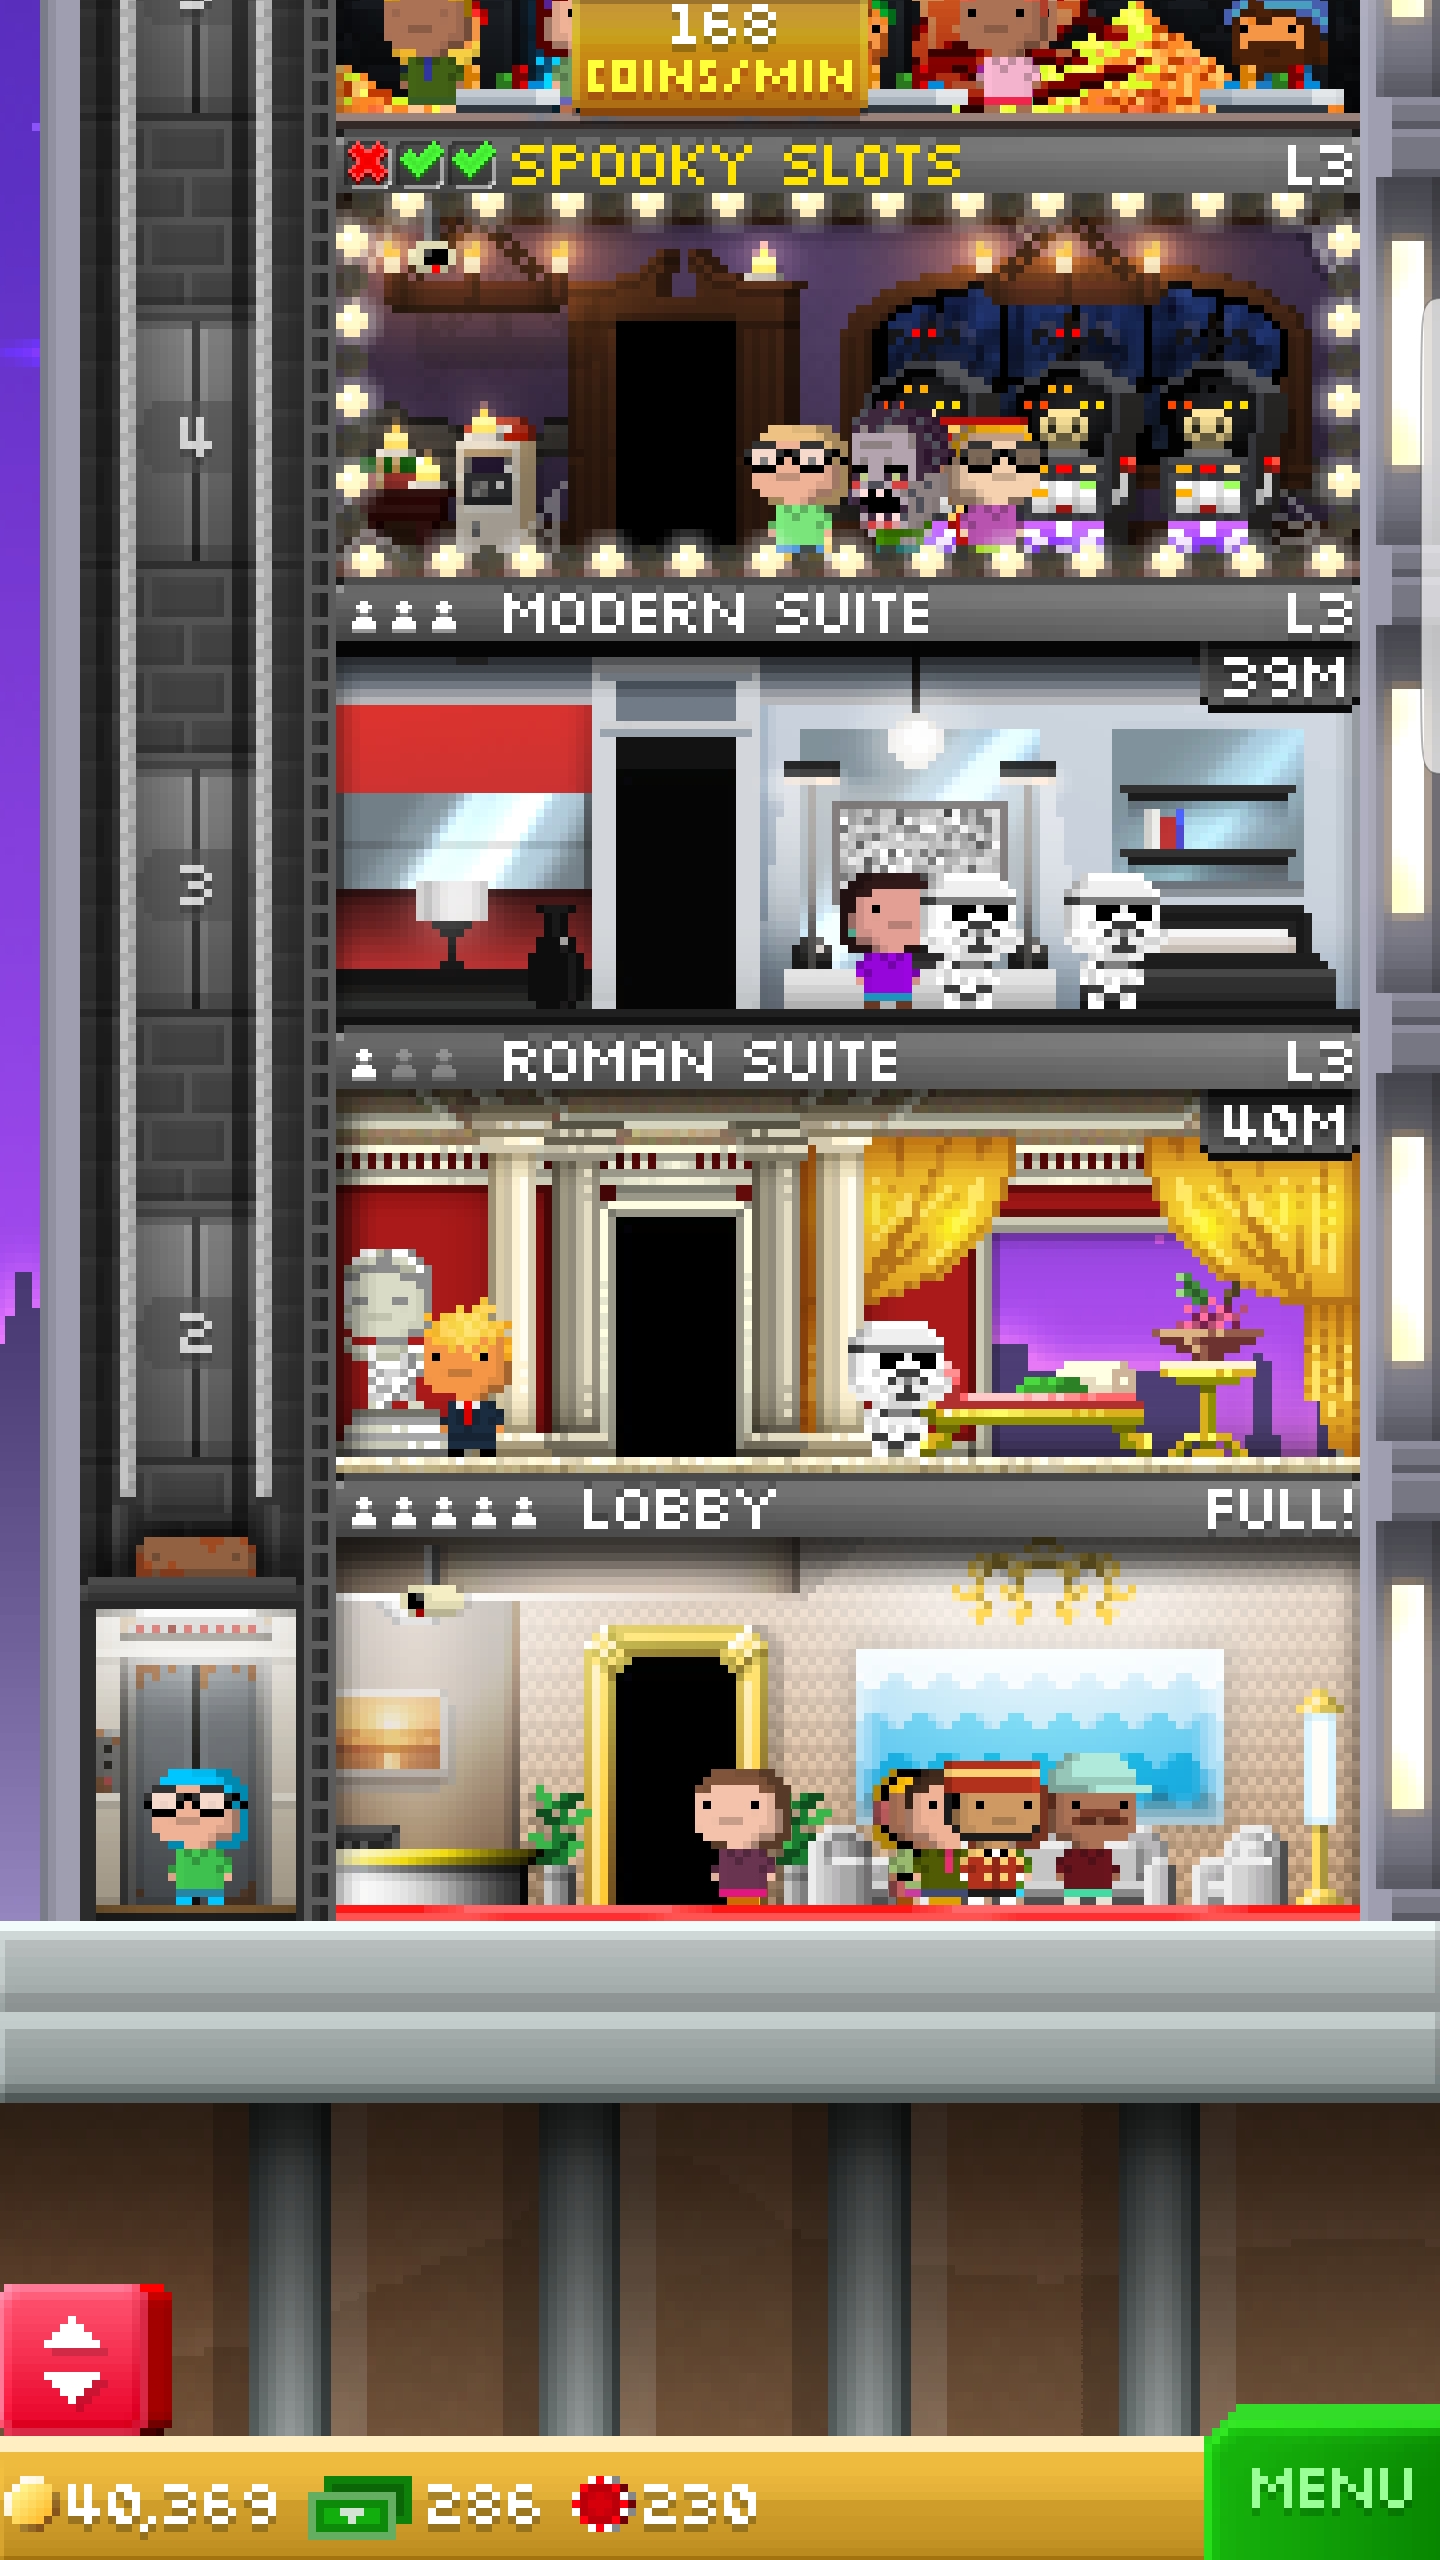 168
COINS/MIN
SPOOKY SLOTS L3
4
MODERN SUITE L3
39M
3
ROMAN SUITE L3
40M
2
LOBBY FULL!
40,369 286 230
MENU